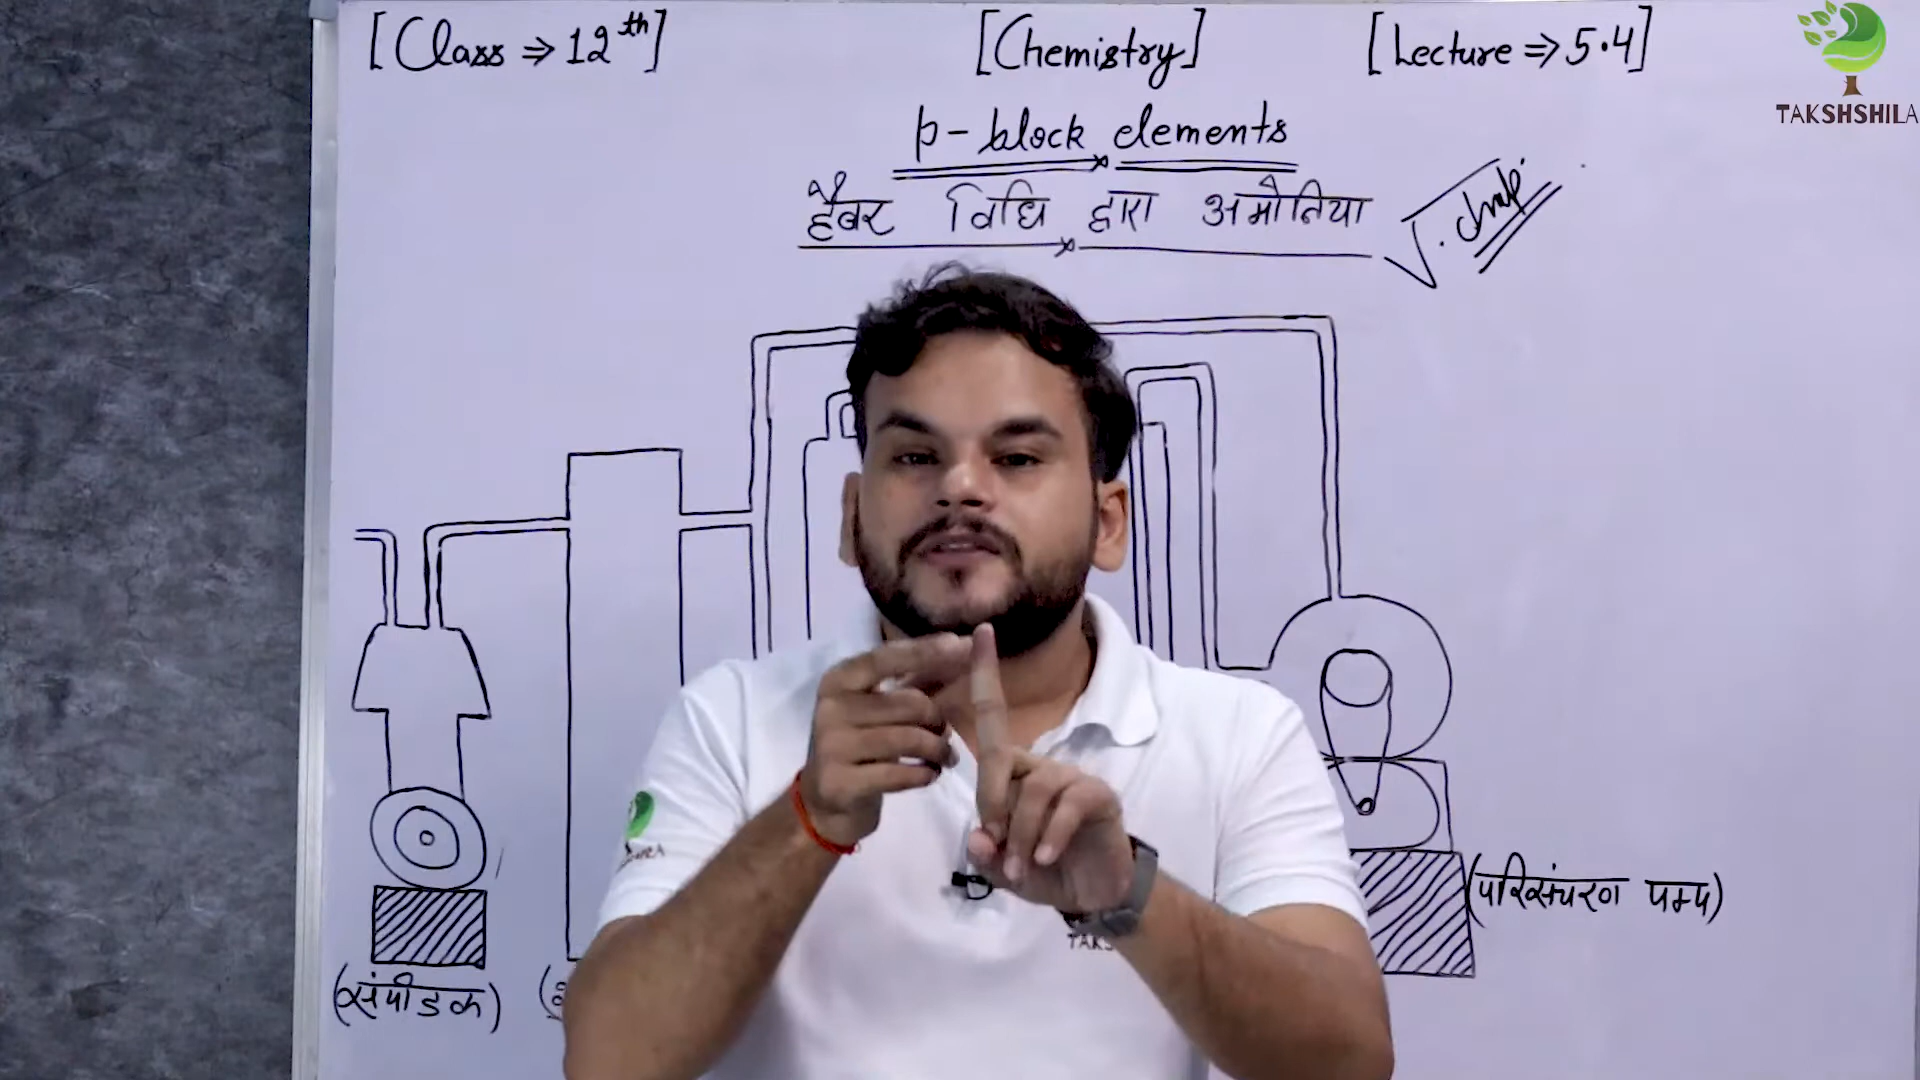 [Class ⇒ 12th] [Chemistry] [Lecture ⇒ 5.4]
TAKSHSHILA
p-block elements
हैबर विधि द्वारा अमोनिया
(परिसंचरण पम्प)
(संपीडक)